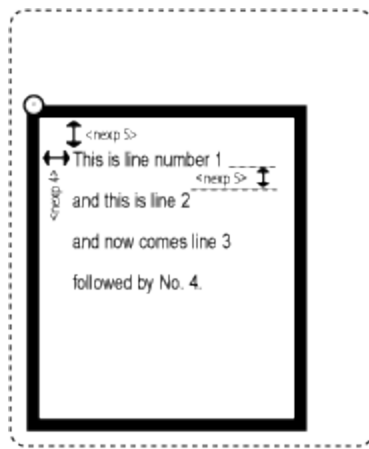 <nexp 5>
This is line number 1
<nexp 5>
<nexp 4>
and this is line 2
and now comes line 3
followed by No. 4.